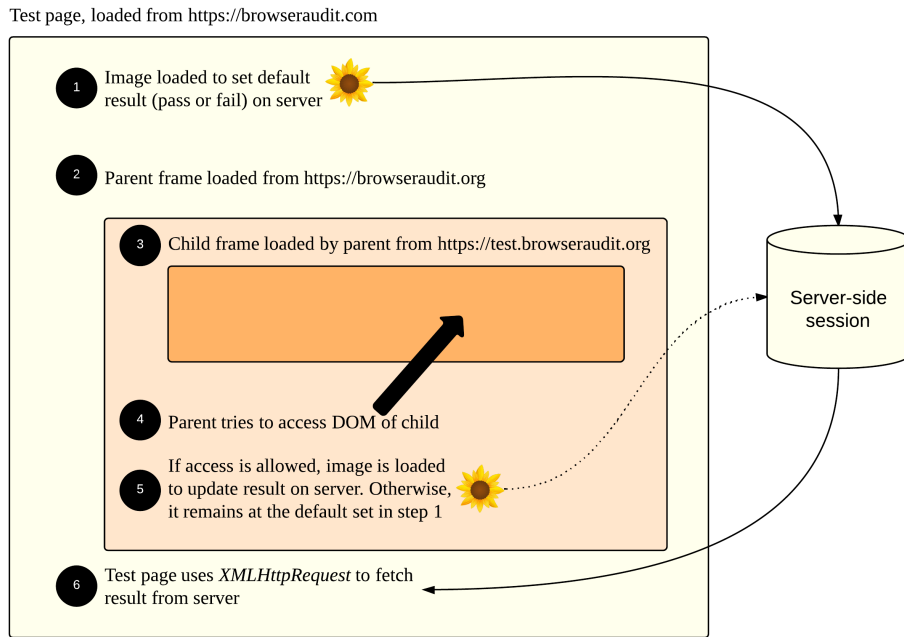 Test page, loaded from https://browseraudit.com
1
Image loaded to set default
result (pass or fail) on server
2
Parent frame loaded from https://browseraudit.org
3
Child frame loaded by parent from https://test.browseraudit.org
Server-side
session
4
Parent tries to access DOM of child
5
If access is allowed, image is loaded
to update result on server. Otherwise,
it remains at the default set in step 1
6
Test page uses XMLHttpRequest to fetch
result from server